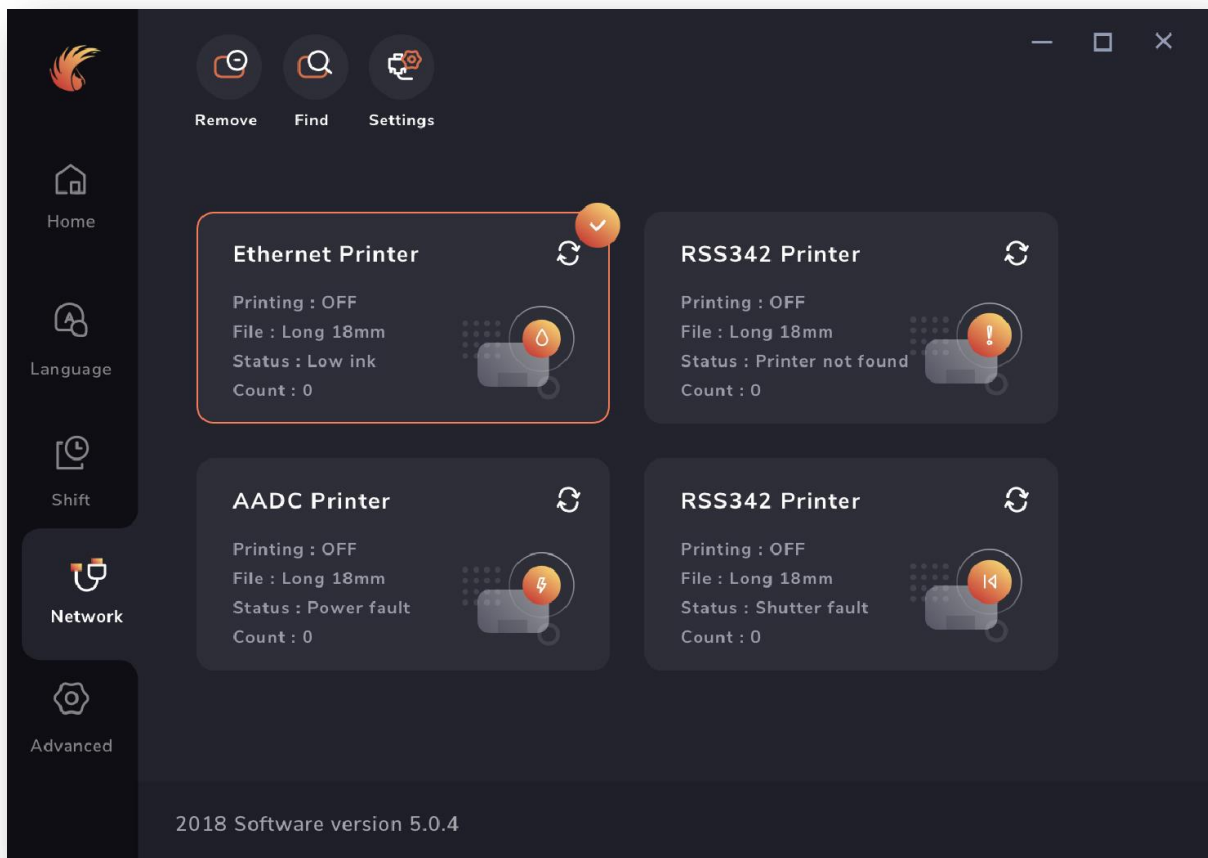 Remove
Find
Settings
Home
Language
Shift
Network
Advanced
Ethernet Printer
Printing : OFF
File : Long 18mm
Status : Low ink
Count : 0
RSS342 Printer
Printing : OFF
File : Long 18mm
Status : Printer not found
Count : 0
AADC Printer
Printing : OFF
File : Long 18mm
Status : Power fault
Count : 0
RSS342 Printer
Printing : OFF
File : Long 18mm
Status : Shutter fault
Count : 0
2018 Software version 5.0.4